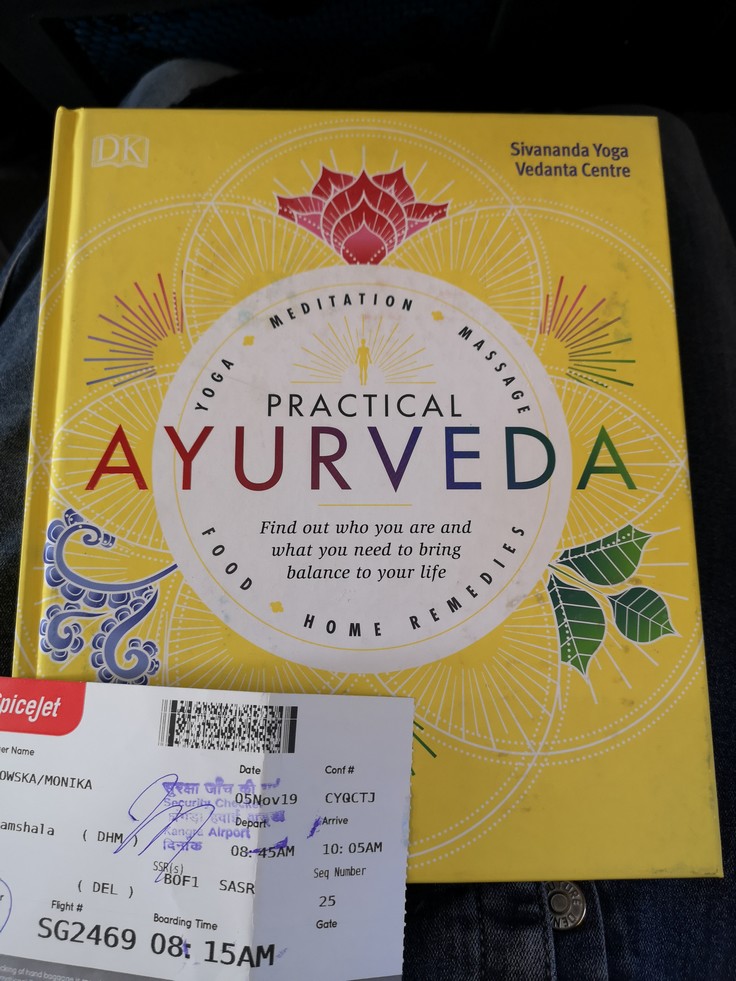 DK
Sivananda Yoga
Vedanta Centre
YOGA MEDITATION MASSAGE
PRACTICAL
AYURVEDA
Find out who you are and
what you need to bring
balance to your life
FOOD HOME REMEDIES
piceJet
er Name
OWSKA/MONIKA
Date
Conf #
सुरक्षा जाँच की
05Nov19
CYQCTJ
Security Checked
Depart
Arrive
Kangra Airport
दिनांक
amshala ( DHM )
08:45AM
10:05AM
SSR(s)
Seq Number
BOF1 SASR
( DEL )
25
Flight #
Boarding Time
Gate
SG2469
08:15AM